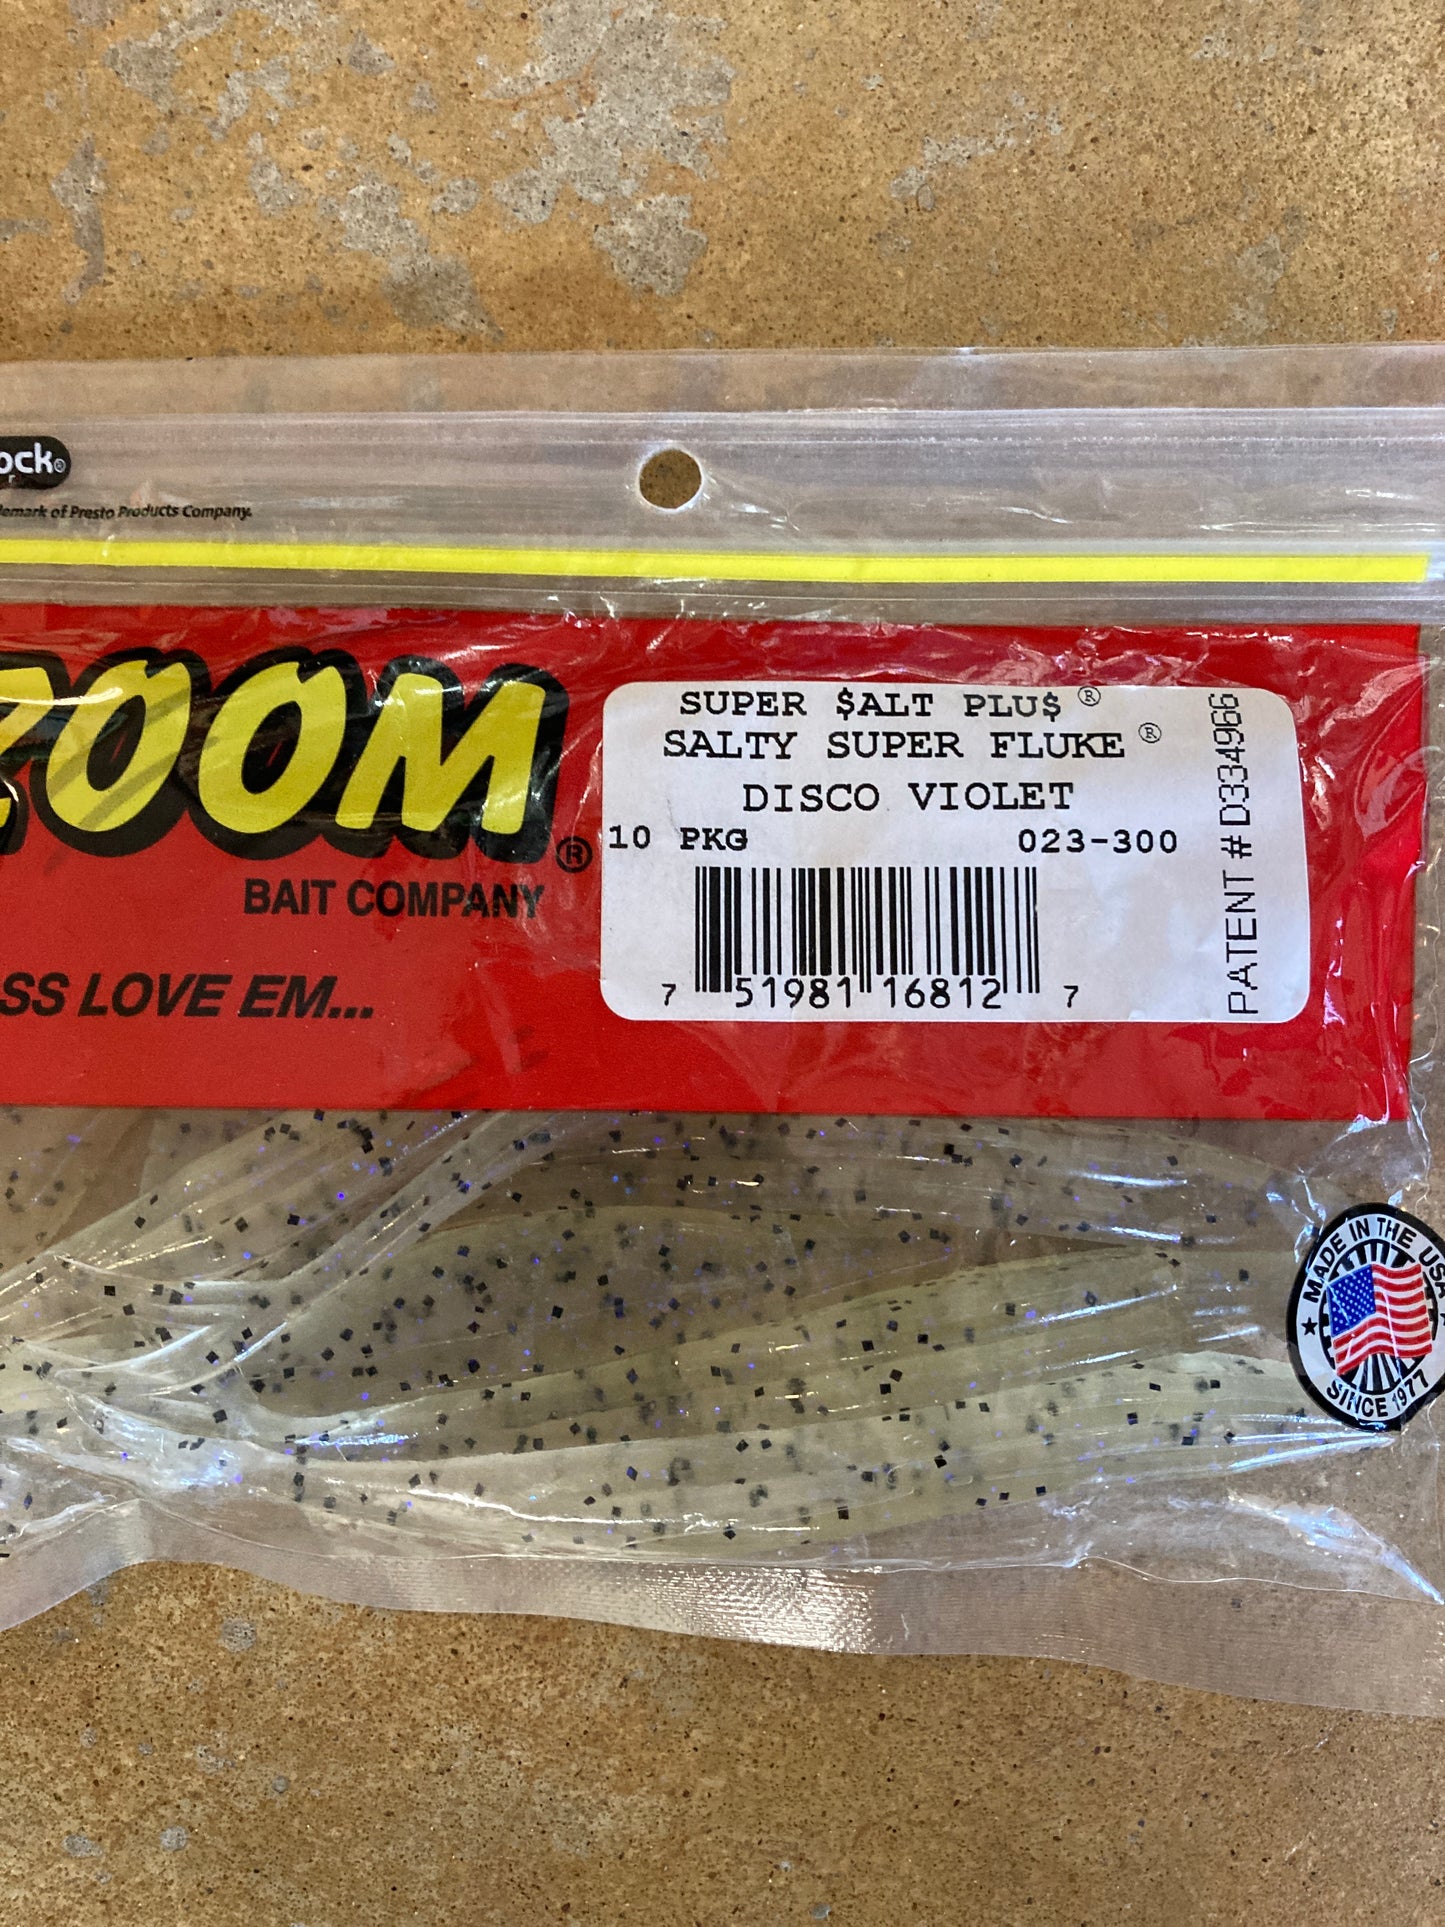 ock®
emark of Presto Products Company.
ZOOM®
BAIT COMPANY
SS LOVE EM...
SUPER $ALT PLU$ ®
SALTY SUPER FLUKE ®
DISCO VIOLET
10 PKG 023-300
PATENT # D334966
7 51981 16812 7
MADE IN THE USA
SINCE 1977